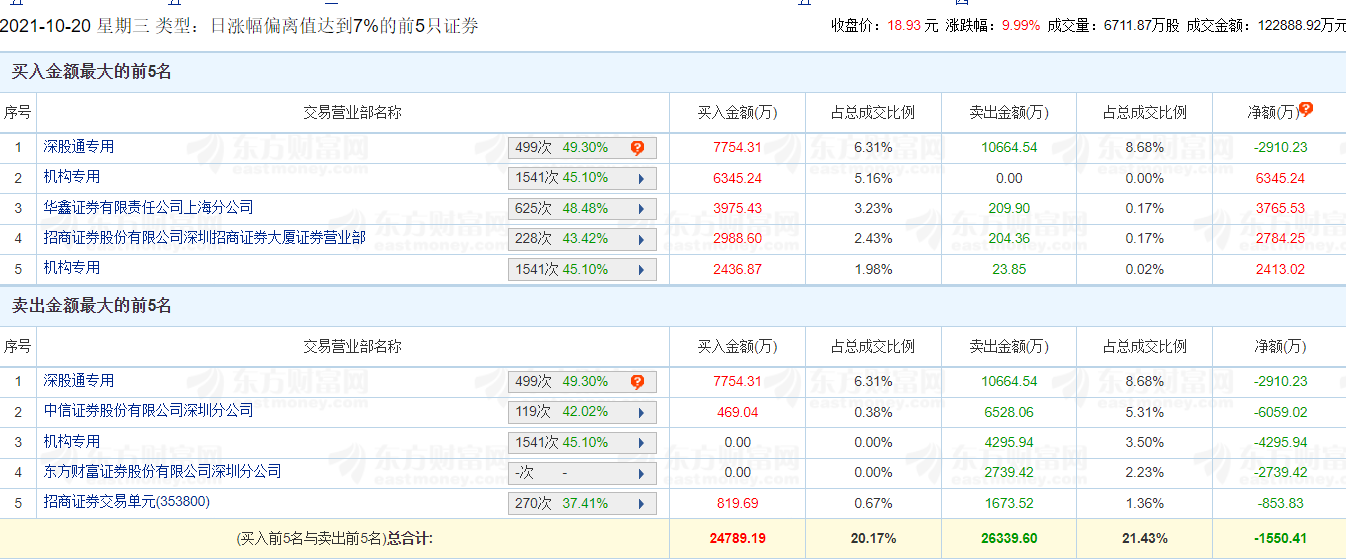 2021-10-20 星期三 类型：日涨幅偏离值达到7%的前5只证券 收盘价：18.93 元 涨跌幅：9.99% 成交量：6711.87万股 成交金额：122888.92万元
买入金额最大的前5名
序号 交易营业部名称 买入金额(万) 占总成交比例 卖出金额(万) 占总成交比例 净额(万)
1 深股通专用 499次 49.30% 7754.31 6.31% 10664.54 8.68% -2910.23
2 机构专用 1541次 45.10% 6345.24 5.16% 0.00 0.00% 6345.24
3 华鑫证券有限责任公司上海分公司 625次 48.48% 3975.43 3.23% 209.90 0.17% 3765.53
4 招商证券股份有限公司深圳招商证券大厦证券营业部 228次 43.42% 2988.60 2.43% 204.36 0.17% 2784.25
5 机构专用 1541次 45.10% 2436.87 1.98% 23.85 0.02% 2413.02
卖出金额最大的前5名
序号 交易营业部名称 买入金额(万) 占总成交比例 卖出金额(万) 占总成交比例 净额(万)
1 深股通专用 499次 49.30% 7754.31 6.31% 10664.54 8.68% -2910.23
2 中信证券股份有限公司深圳分公司 119次 42.02% 469.04 0.38% 6528.06 5.31% -6059.02
3 机构专用 1541次 45.10% 0.00 0.00% 4295.94 3.50% -4295.94
4 东方财富证券股份有限公司深圳分公司 -次 - 0.00 0.00% 2739.42 2.23% -2739.42
5 招商证券交易单元(353800) 270次 37.41% 819.69 0.67% 1673.52 1.36% -853.83
(买入前5名与卖出前5名)总合计: 24789.19 20.17% 26339.60 21.43% -1550.41
东方财富网
eastmoney.com